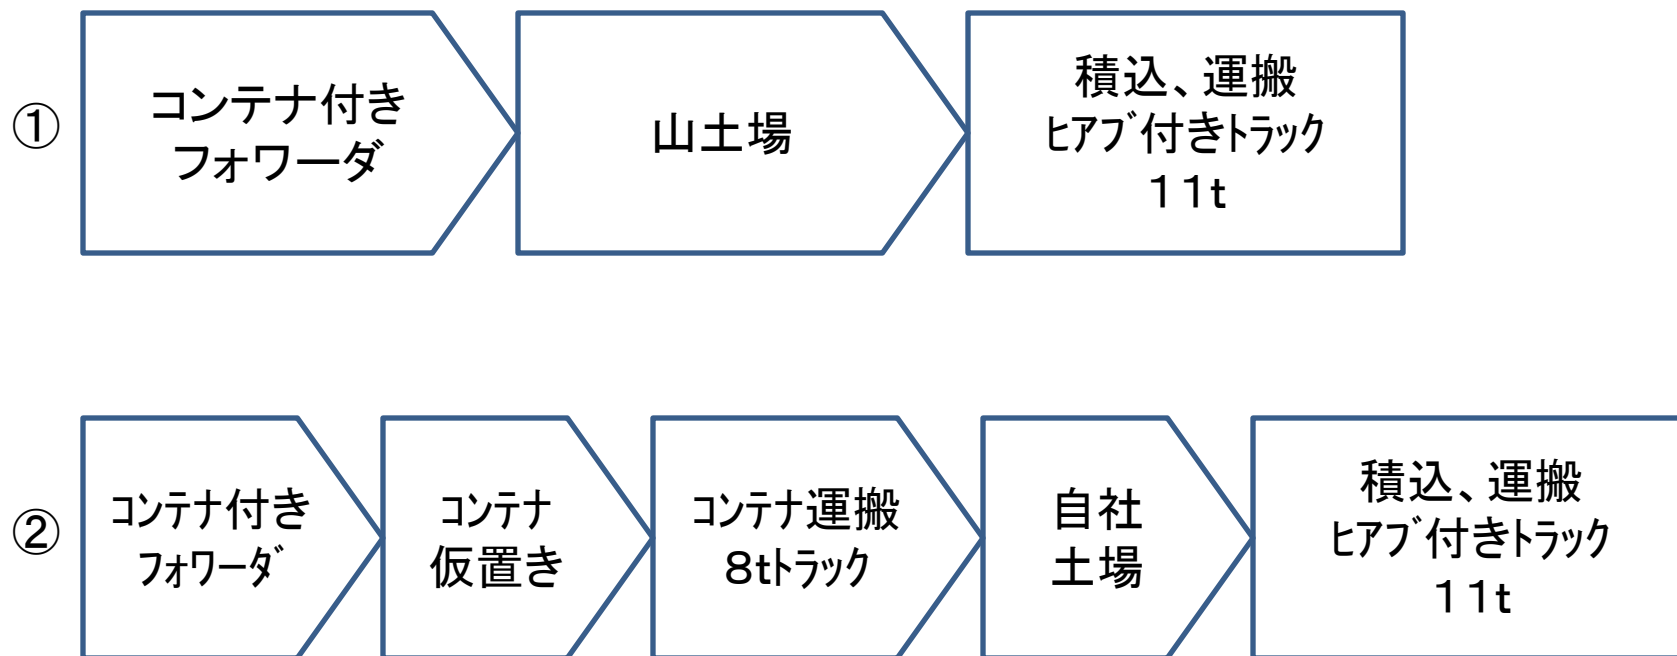 ①
コンテナ付き
フォワーダ
山土場
積込、運搬
ﾋｱﾌﾞ付きﾄﾗｯｸ
１１t
②
ｺﾝﾃﾅ付き
ﾌｫﾜｰﾀﾞ
ｺﾝﾃﾅ
仮置き
ｺﾝﾃﾅ運搬
8tﾄﾗｯｸ
自社
土場
積込、運搬
ﾋｱﾌﾞ付きﾄﾗｯｸ
１１t